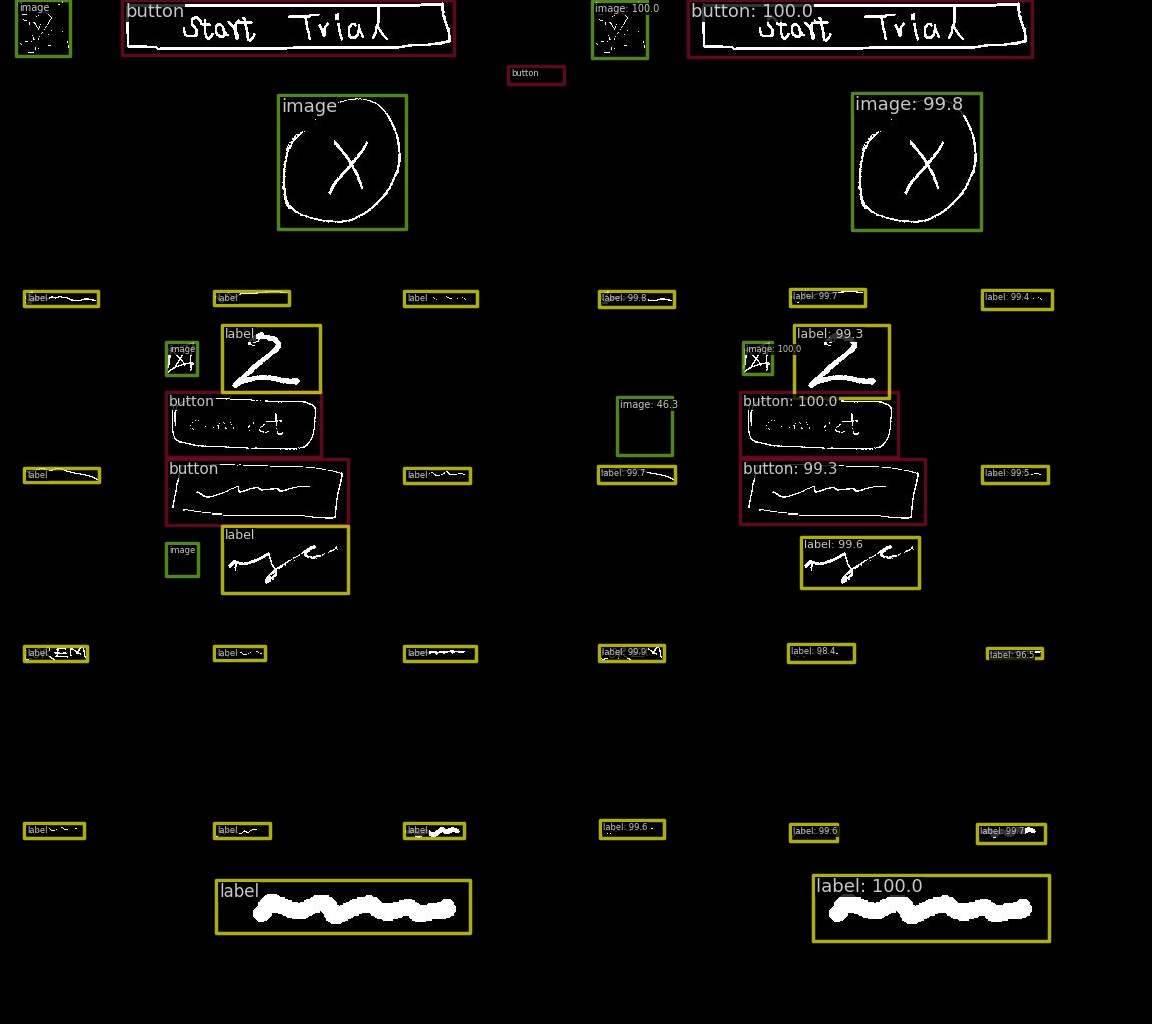 image button start Trial image: 100.0 button: 100.0 start Trial
button
image X image: 99.8 X
label label label label: 99.8 label: 99.7 label: 99.4
image label 2 image: 100.0 label: 99.3 2
button button: 100.0
image: 46.3
button label label button: 99.3 label: 99.7 label: 99.5
label
image label: 99.6
label label label label: 99.9 label: 98.4 label: 96.5
label label label label: 99.6 label: 99.6 label: 99.7
label label: 100.0